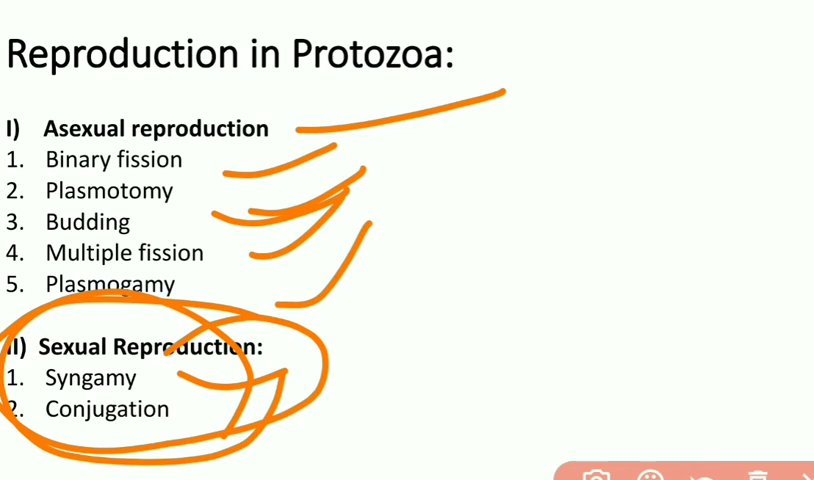 Reproduction in Protozoa:
I) Asexual reproduction
1. Binary fission
2. Plasmotomy
3. Budding
4. Multiple fission
5. Plasmogamy
II) Sexual Reproduction:
1. Syngamy
2. Conjugation